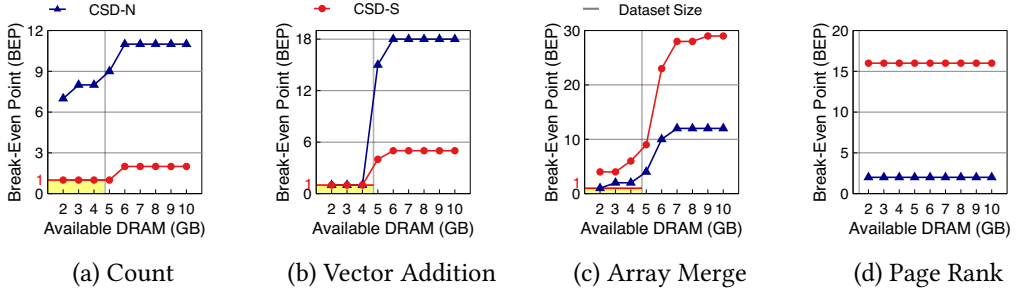 CSD-N CSD-S Dataset Size
Break-Even Point (BEP)
12
9
6
3
1
0
2 3 4 5 6 7 8 9 10
Available DRAM (GB)
(a) Count
Break-Even Point (BEP)
18
12
6
1
0
2 3 4 5 6 7 8 9 10
Available DRAM (GB)
(b) Vector Addition
Break-Even Point (BEP)
30
20
10
1
0
2 3 4 5 6 7 8 9 10
Available DRAM (GB)
(c) Array Merge
Break-Even Point (BEP)
20
15
10
5
0
2 3 4 5 6 7 8 9 10
Available DRAM (GB)
(d) Page Rank